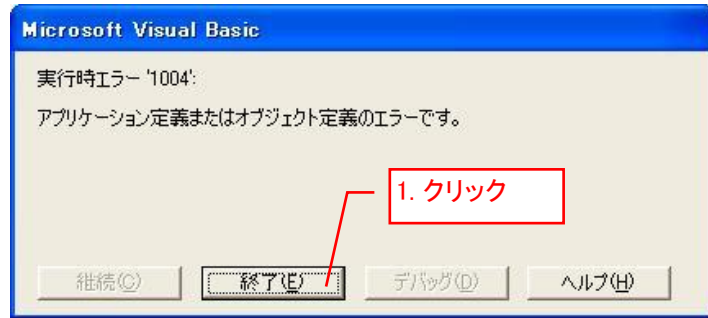 Microsoft Visual Basic
実行時エラー '1004':
アプリケーション定義またはオブジェクト定義のエラーです。
1. クリック
継続(C) 終了(E) デバッグ(D) ヘルプ(H)